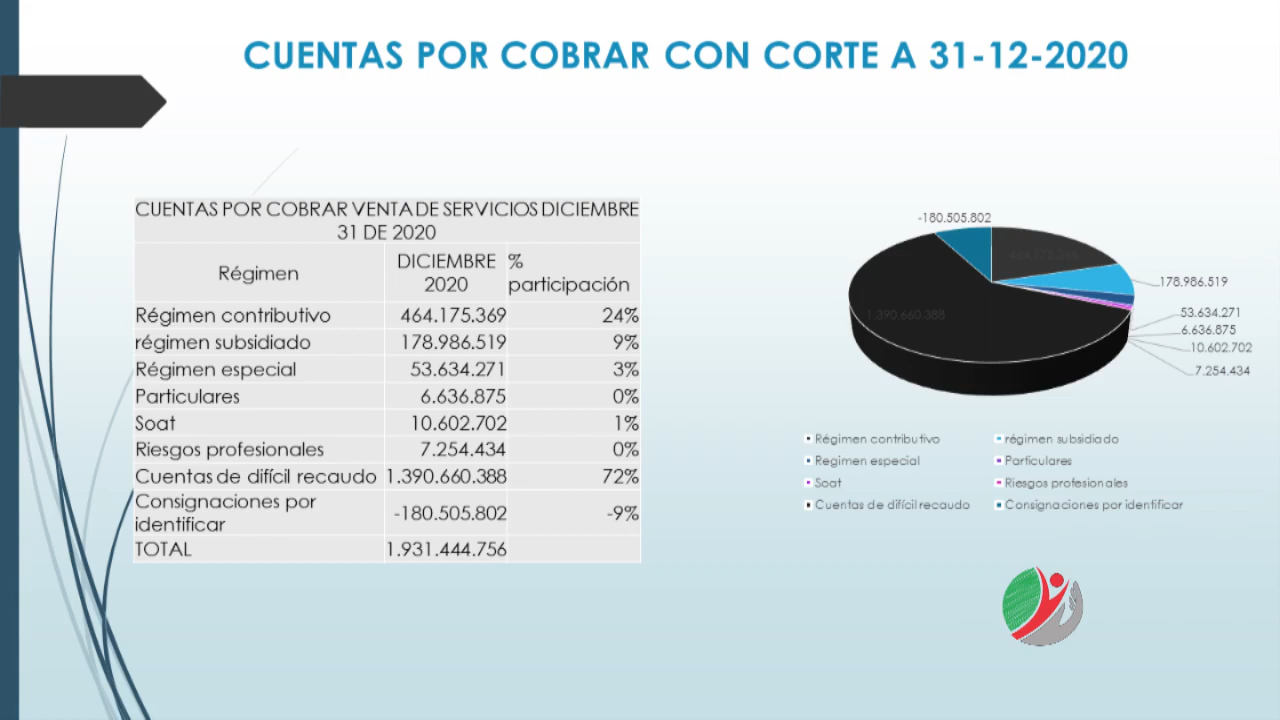 CUENTAS POR COBRAR CON CORTE A 31-12-2020
CUENTAS POR COBRAR VENTA DE SERVICIOS DICIEMBRE
31 DE 2020
Régimen
DICIEMBRE
2020
%
participación
Régimen contributivo 464.175.369 24%
régimen subsidiado 178.986.519 9%
Régimen especial 53.634.271 3%
Particulares 6.636.875 0%
Soat 10.602.702 1%
Riesgos profesionales 7.254.434 0%
Cuentas de difícil recaudo 1.390.660.388 72%
Consignaciones por
identificar -180.505.802 -9%
TOTAL 1.931.444.756
-180.505.802
464.175.369
178.986.519
1.390.660.388
53.634.271
6.636.875
10.602.702
7.254.434
Régimen contributivo régimen subsidiado
Regimen especial Particulares
Soat Riesgos profesionales
Cuentas de difícil recaudo Consignaciones por identificar